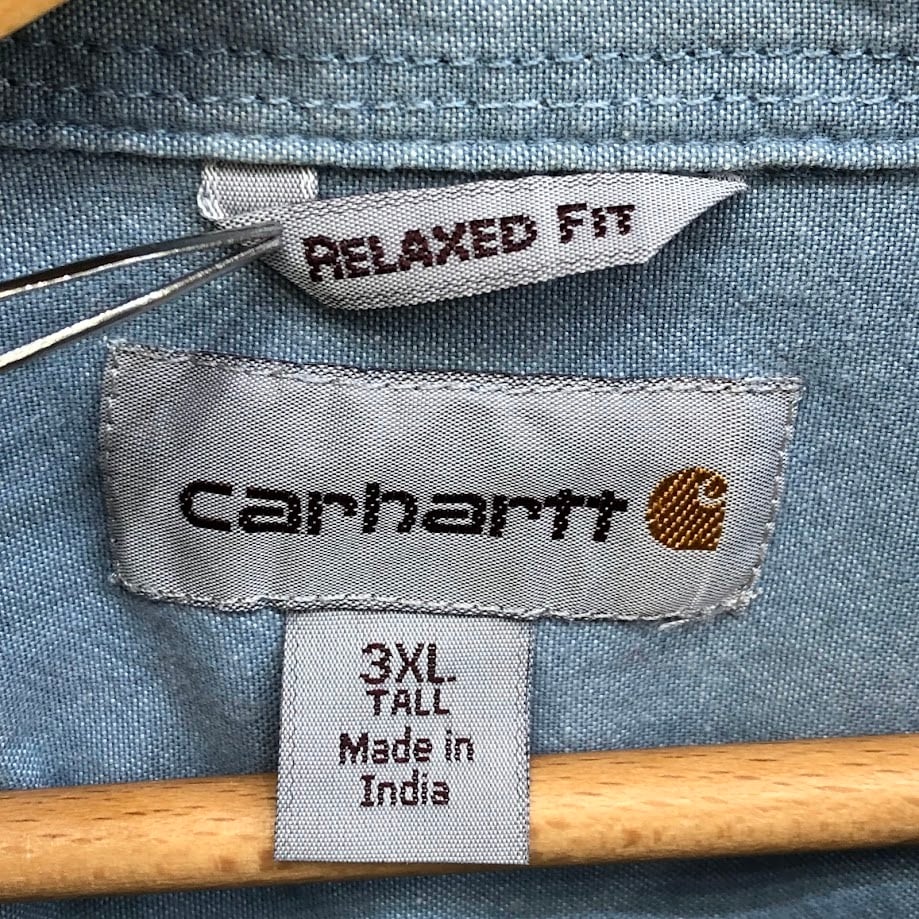 RELAXED FIT
carhartt
3XL
TALL
Made in
India